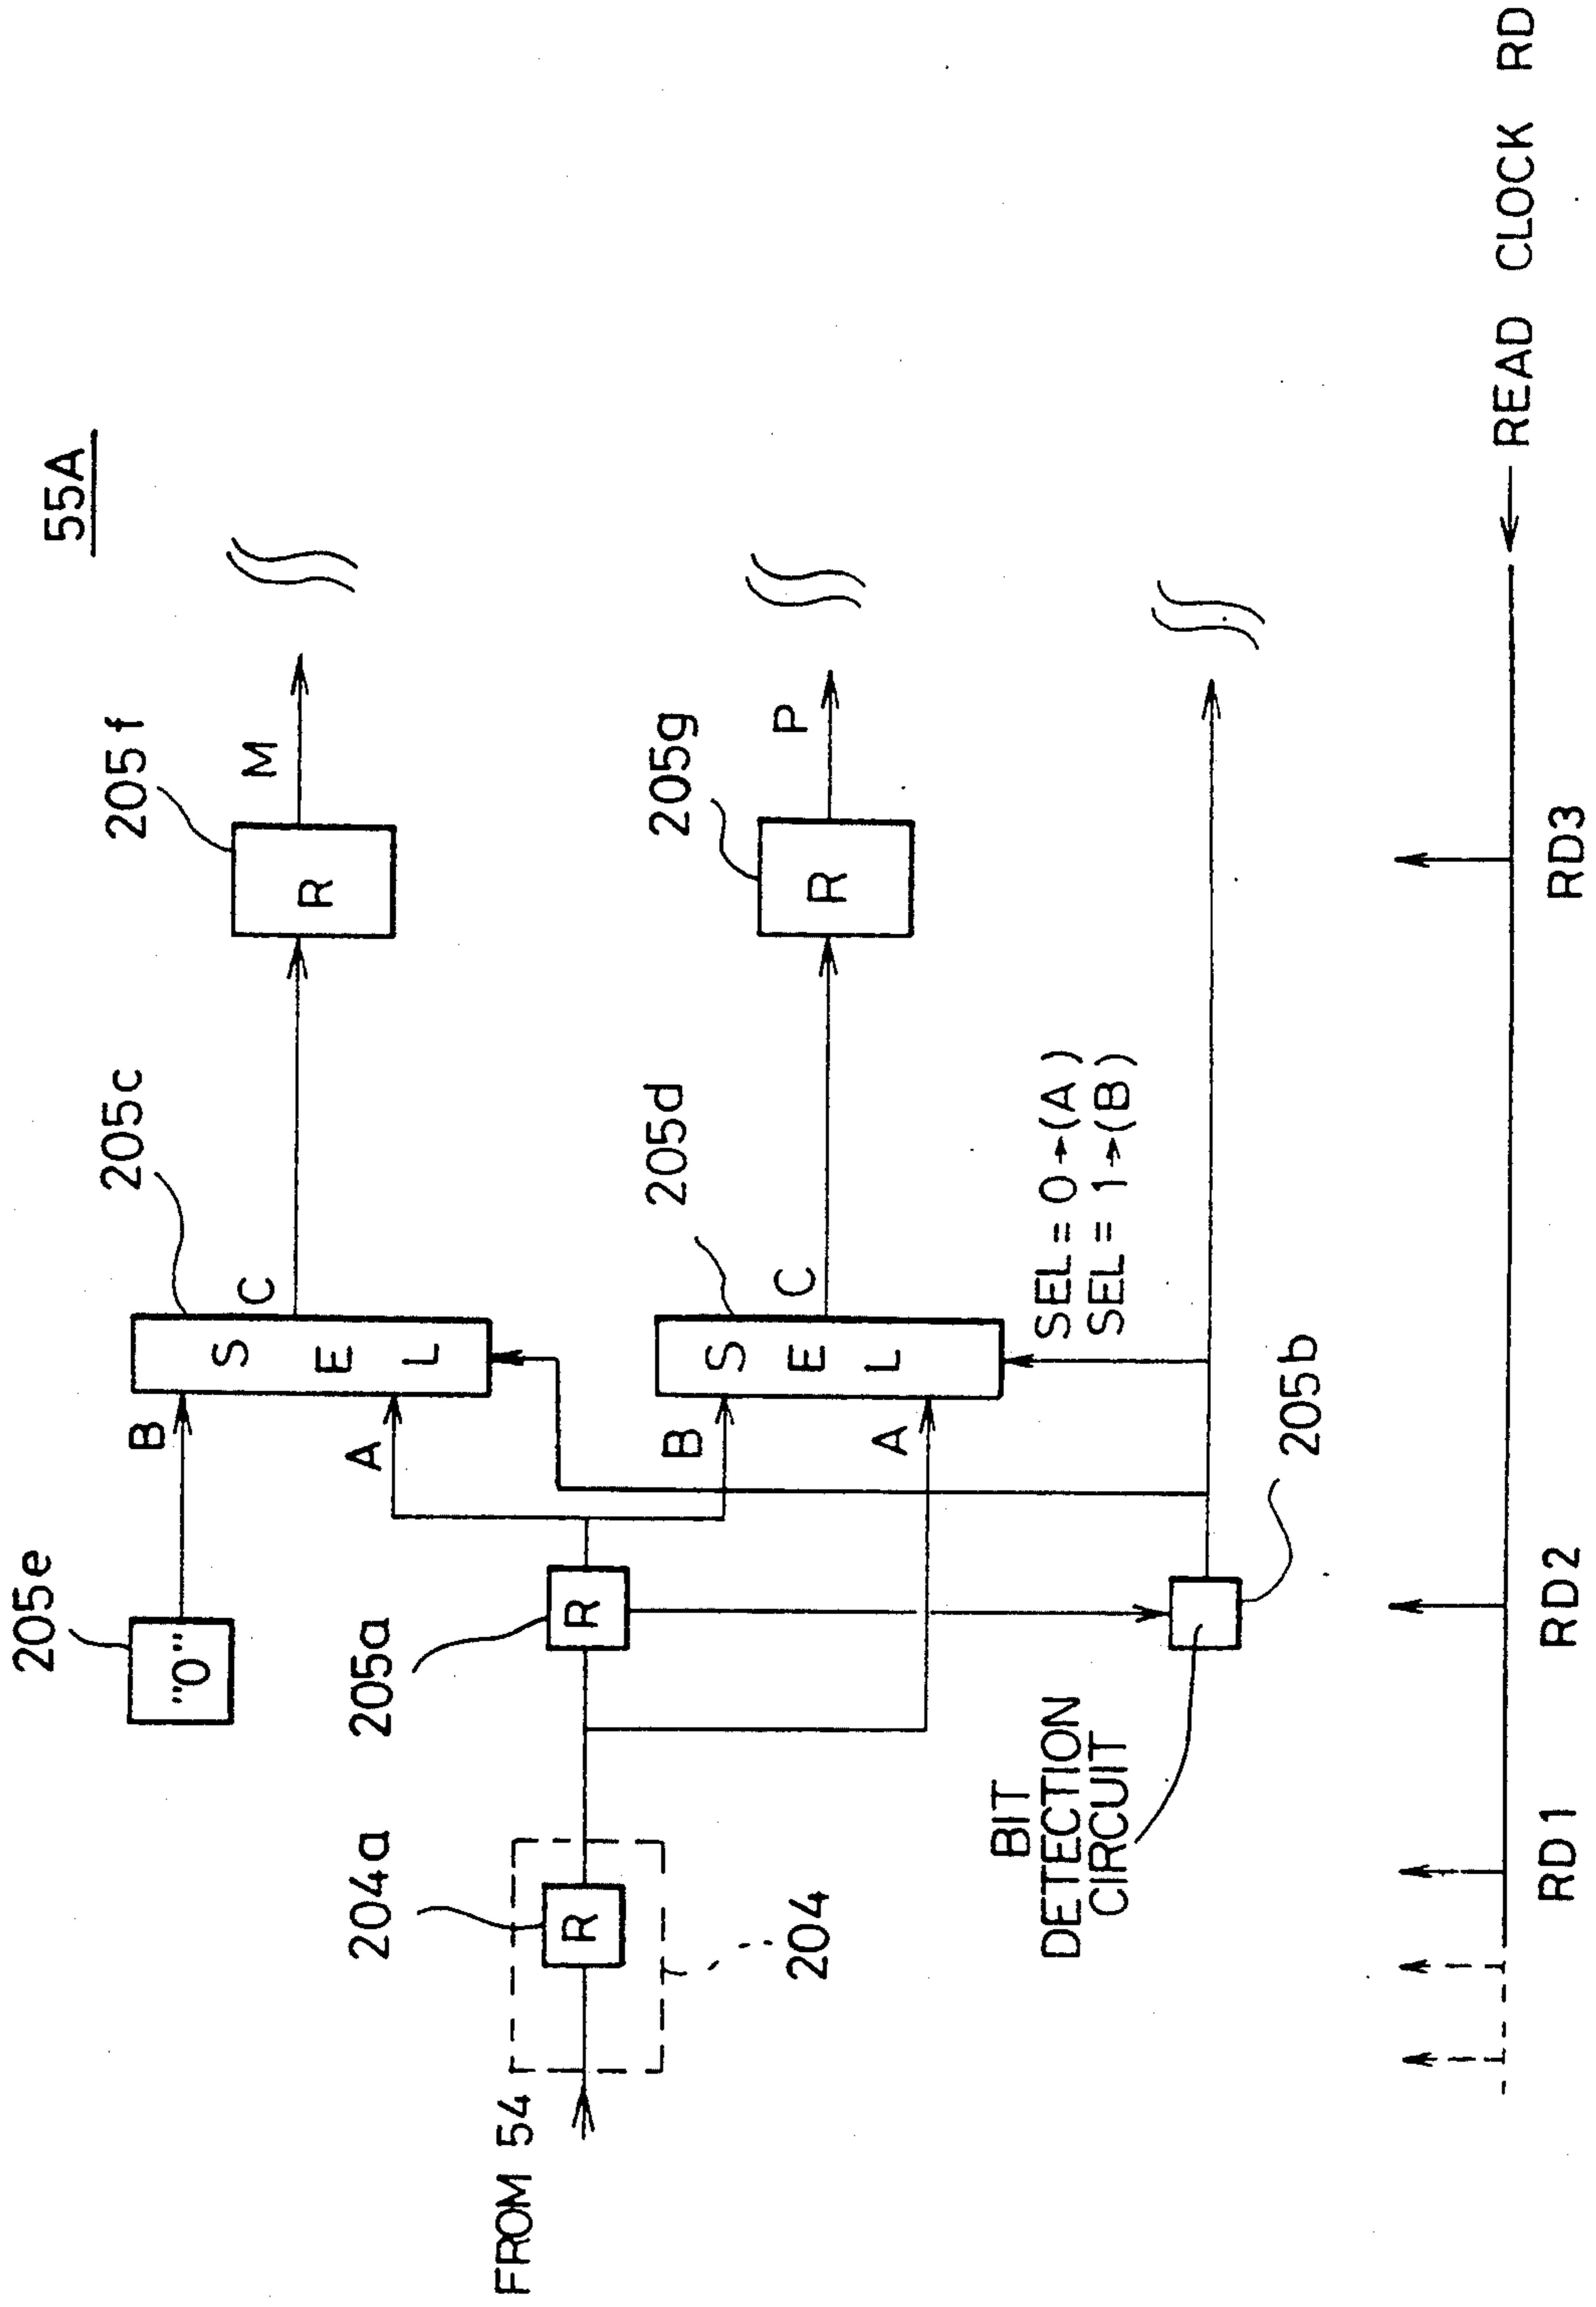 55A
205e
"0"
B
205c
S E L
C
205f
R
M
A
204a
R
205a
R
FROM 54
204
B
205d
S E L
C
205g
R
P
A
SEL = 0→(A)
SEL = 1→(B)
BIT
DETECTION
CIRCUIT
205b
READ CLOCK RD
RD1
RD2
RD3